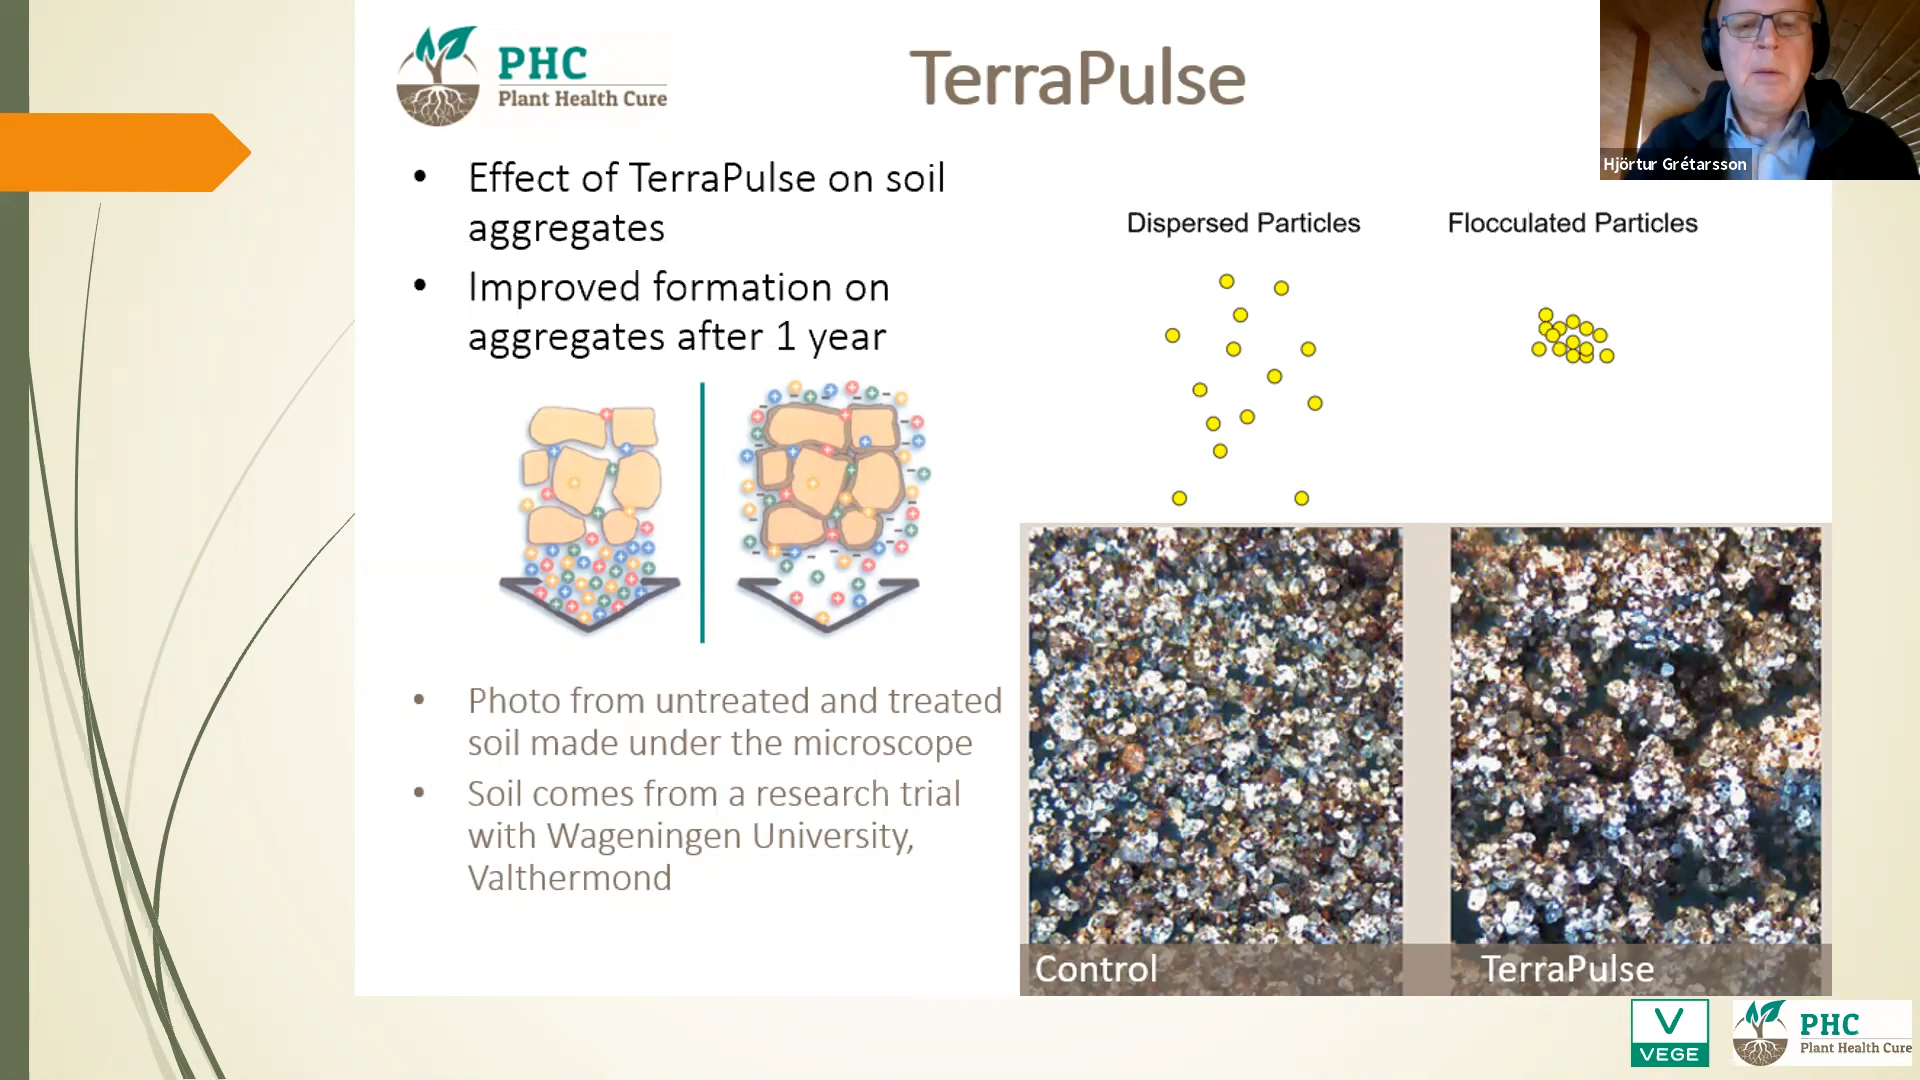 PHC
Plant Health Cure
TerraPulse
Hjörtur Grétarsson
• Effect of TerraPulse on soil
aggregates
• Improved formation on
aggregates after 1 year
Dispersed Particles
Flocculated Particles
• Photo from untreated and treated
soil made under the microscope
• Soil comes from a research trial
with Wageningen University,
Valthermond
Control
TerraPulse
V
VEGE
PHC
Plant Health Cure